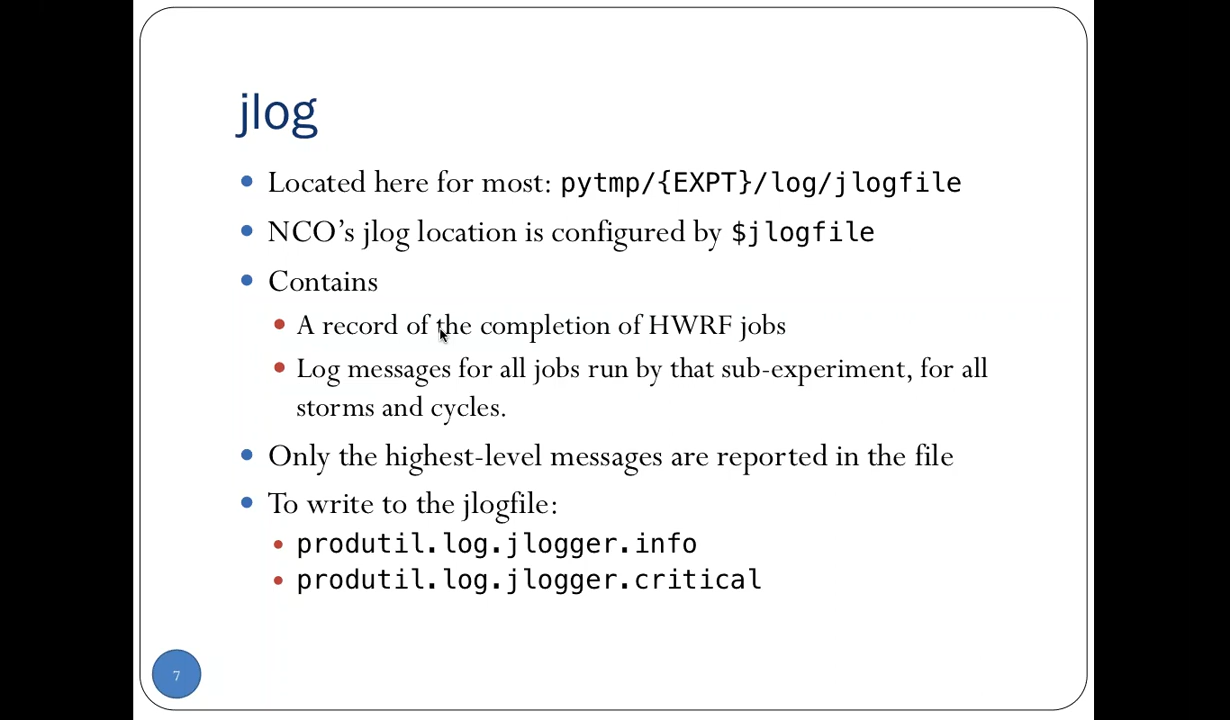 jlog
Located here for most: pytmp/{EXPT}/log/jlogfile
NCO’s jlog location is configured by $jlogfile
Contains
A record of the completion of HWRF jobs
Log messages for all jobs run by that sub-experiment, for all
storms and cycles.
Only the highest-level messages are reported in the file
To write to the jlogfile:
produtil.log.jlogger.info
produtil.log.jlogger.critical
7